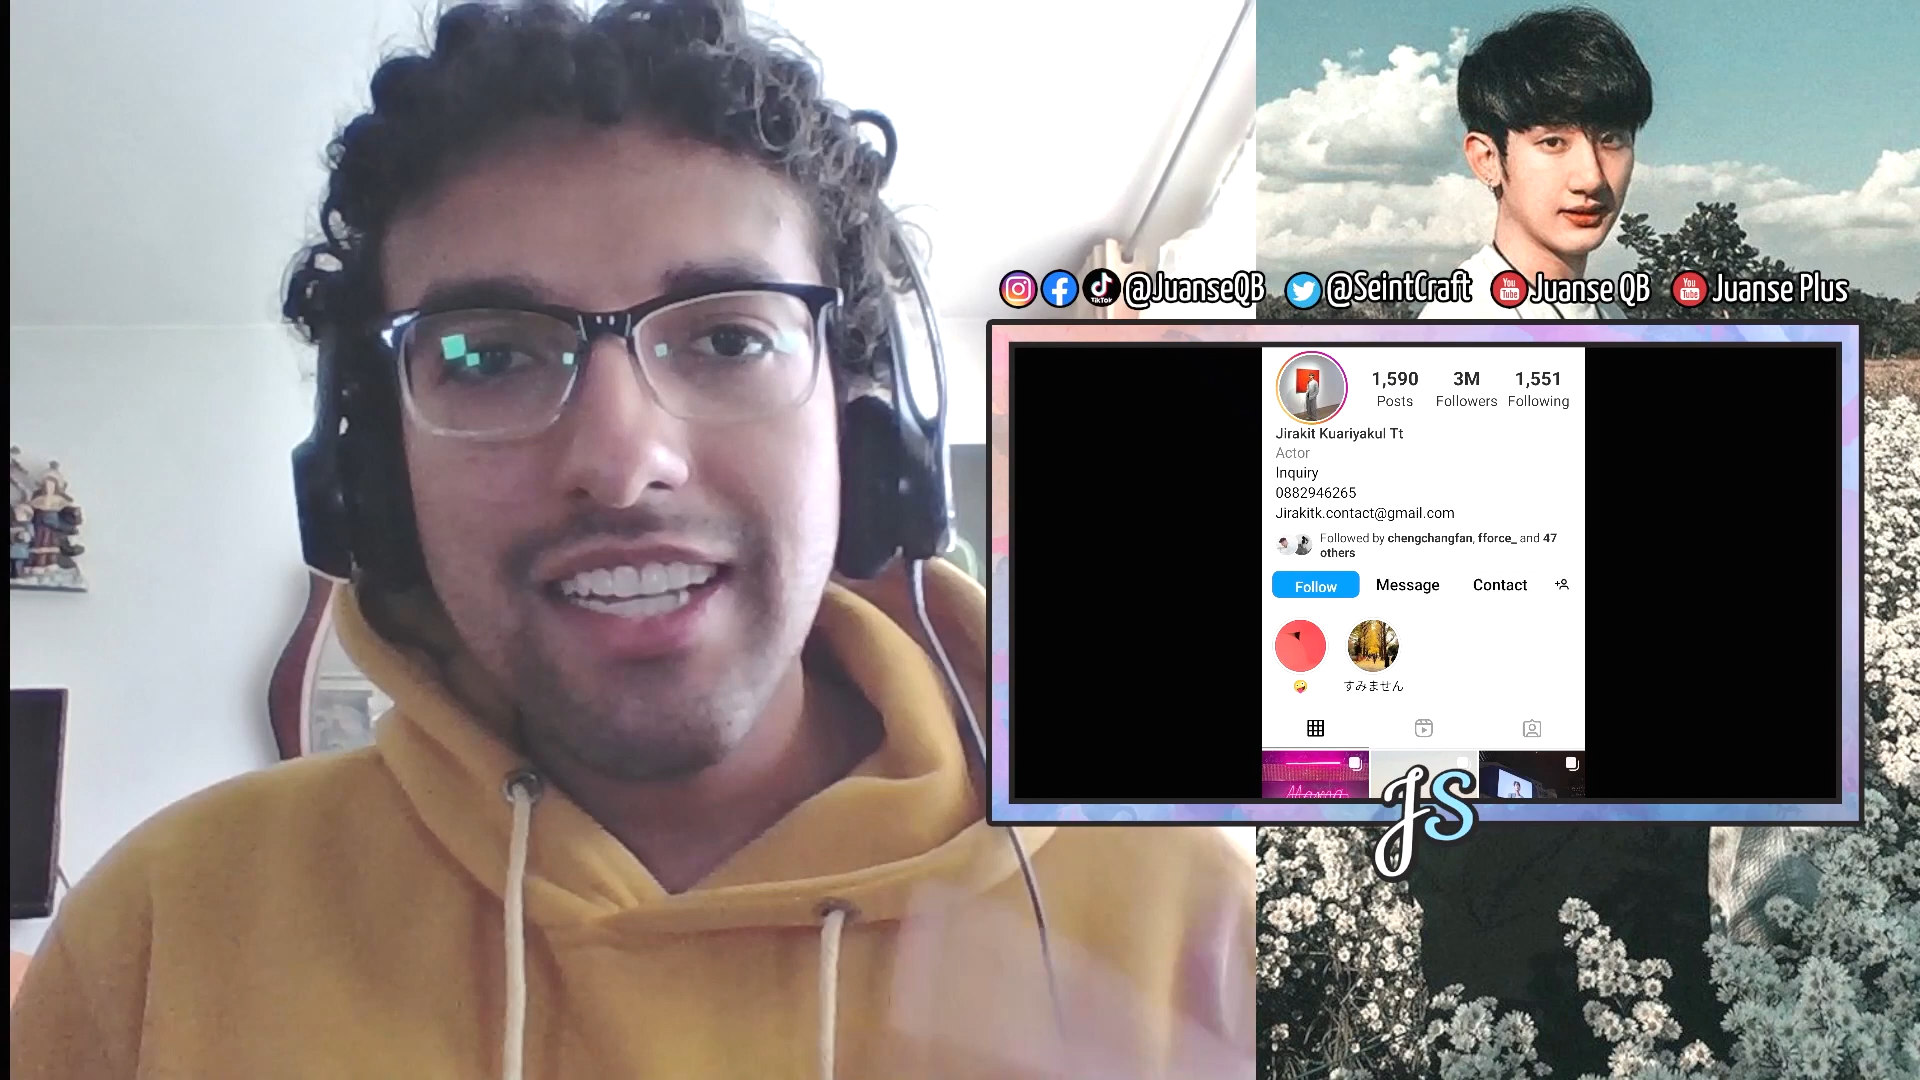 @JuanseQB @SeintCraft Juanse QB Juanse Plus
1,590 3M 1,551
Posts Followers Following
Jirakit Kuariyakul Tt
Actor
Inquiry
0882946265
Jirakitk.contact@gmail.com
Followed by chengchangfan, fforce_ and 47
others
Follow Message Contact
すみません
JS